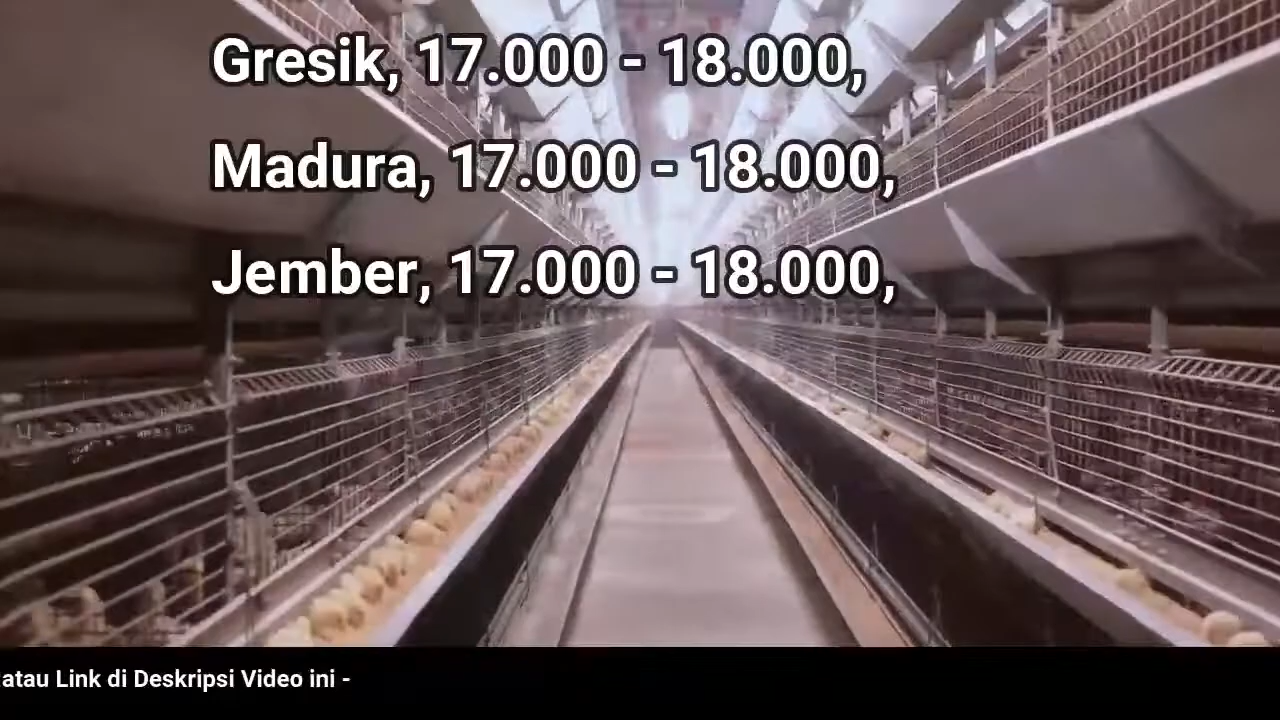 Gresik, 17.000 - 18.000,
Madura, 17.000 - 18.000,
Jember, 17.000 - 18.000,
atau Link di Deskripsi Video ini -